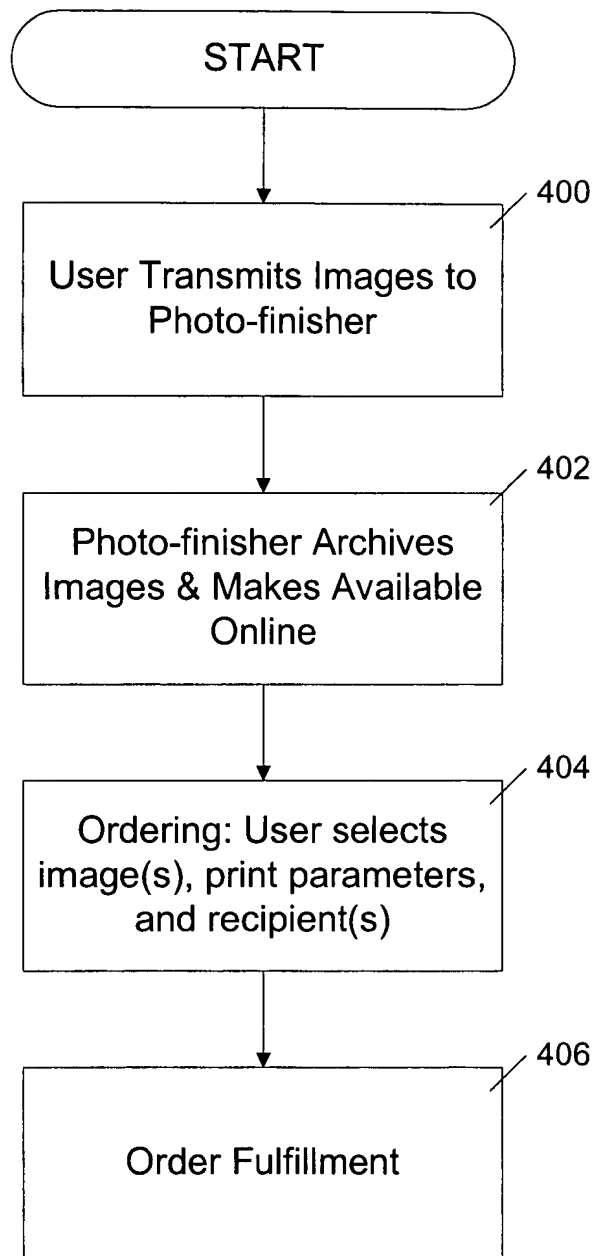 START
400
User Transmits Images to
Photo-finisher
402
Photo-finisher Archives
Images & Makes Available
Online
404
Ordering: User selects
image(s), print parameters,
and recipient(s)
406
Order Fulfillment